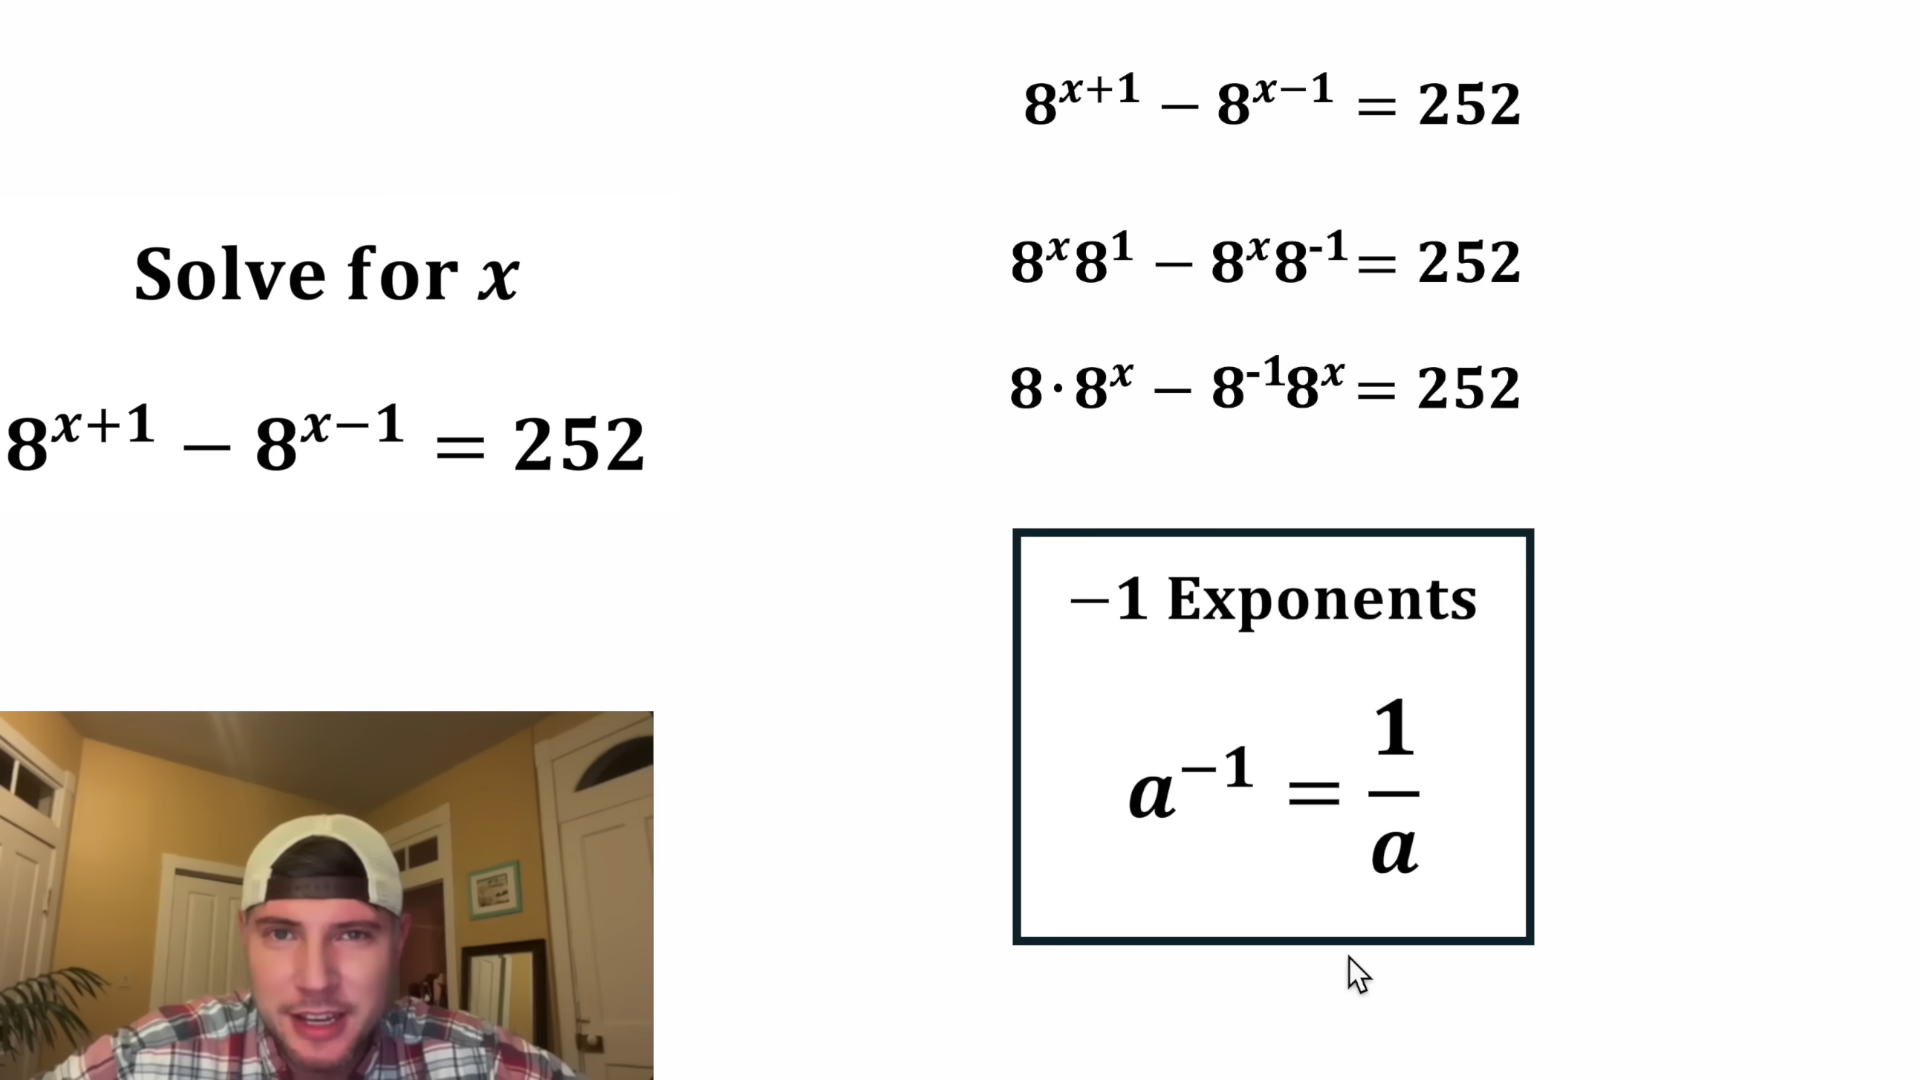 Solve for x
8^{x+1} − 8^{x−1} = 252
8^{x+1} − 8^{x−1} = 252
8^x8^1 − 8^x8^{-1} = 252
8·8^x − 8^{-1}8^x = 252
−1 Exponents
a^{−1} = \frac{1}{a}